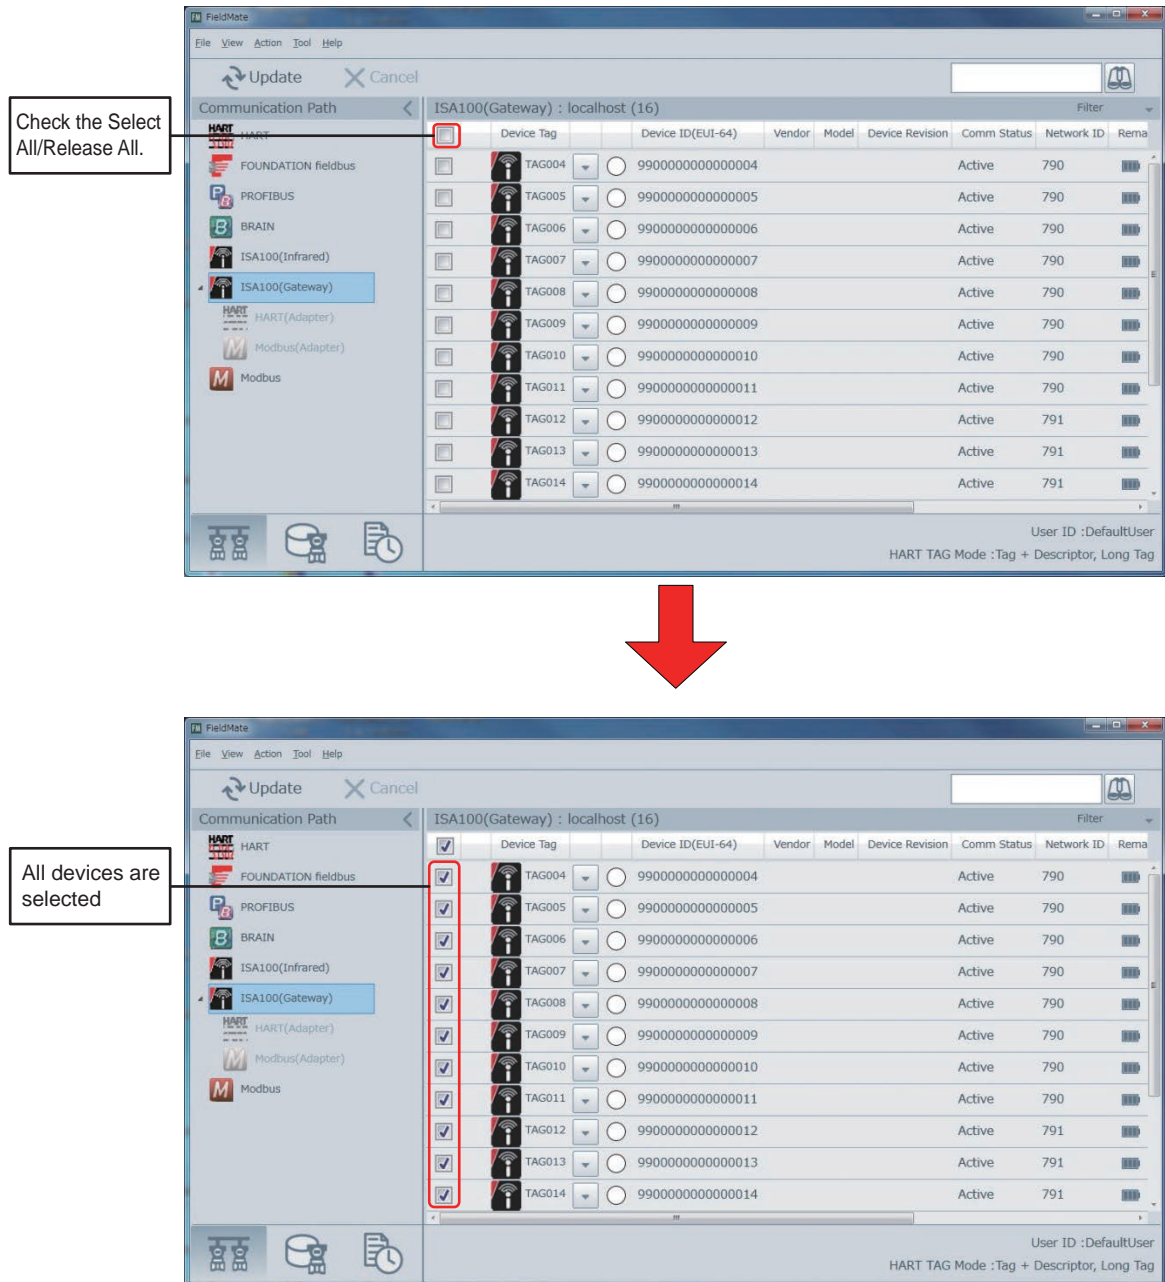 FieldMate
File View Action Tool Help
Update Cancel
Communication Path
ISA100(Gateway) : localhost (16) Filter
Check the Select
All/Release All.
HART
FOUNDATION fieldbus
PROFIBUS
BRAIN
ISA100(Infrared)
ISA100(Gateway)
HART(Adapter)
Modbus(Adapter)
Modbus
Device Tag Device ID(EUI-64) Vendor Model Device Revision Comm Status Network ID Rema
TAG004 9900000000000004 Active 790
TAG005 9900000000000005 Active 790
TAG006 9900000000000006 Active 790
TAG007 9900000000000007 Active 790
TAG008 9900000000000008 Active 790
TAG009 9900000000000009 Active 790
TAG010 9900000000000010 Active 790
TAG011 9900000000000011 Active 790
TAG012 9900000000000012 Active 791
TAG013 9900000000000013 Active 791
TAG014 9900000000000014 Active 791
User ID :DefaultUser
HART TAG Mode :Tag + Descriptor, Long Tag
FieldMate
File View Action Tool Help
Update Cancel
Communication Path
ISA100(Gateway) : localhost (16) Filter
All devices are
selected
HART
FOUNDATION fieldbus
PROFIBUS
BRAIN
ISA100(Infrared)
ISA100(Gateway)
HART(Adapter)
Modbus(Adapter)
Modbus
Device Tag Device ID(EUI-64) Vendor Model Device Revision Comm Status Network ID Rema
TAG004 9900000000000004 Active 790
TAG005 9900000000000005 Active 790
TAG006 9900000000000006 Active 790
TAG007 9900000000000007 Active 790
TAG008 9900000000000008 Active 790
TAG009 9900000000000009 Active 790
TAG010 9900000000000010 Active 790
TAG011 9900000000000011 Active 790
TAG012 9900000000000012 Active 791
TAG013 9900000000000013 Active 791
TAG014 9900000000000014 Active 791
User ID :DefaultUser
HART TAG Mode :Tag + Descriptor, Long Tag